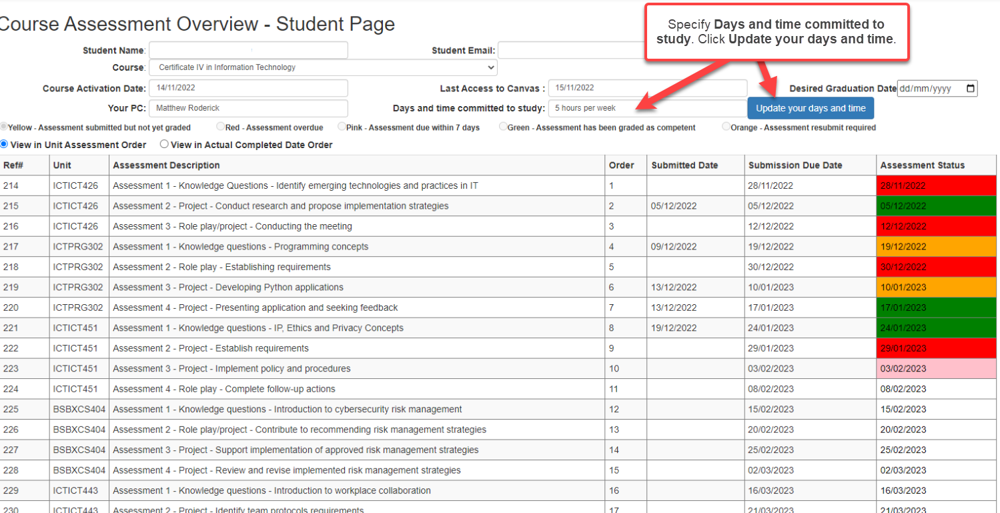 Course Assessment Overview - Student Page
Specify Days and time committed to
study. Click Update your days and time.
Student Name:
Student Email:
Course: Certificate IV in Information Technology
Course Activation Date: 14/11/2022 Last Access to Canvas : 15/11/2022 Desired Graduation Date dd/mm/yyyy
Your PC: Matthew Roderick Days and time committed to study: 5 hours per week Update your days and time
Yellow - Assessment submitted but not yet graded Red - Assessment overdue Pink - Assessment due within 7 days Green - Assessment has been graded as competent Orange - Assessment resubmit required
View in Unit Assessment Order View in Actual Completed Date Order
Ref# Unit Assessment Description Order Submitted Date Submission Due Date Assessment Status
214 ICTICT426 Assessment 1 - Knowledge Questions - Identify emerging technologies and practices in IT 1 28/11/2022 28/11/2022
215 ICTICT426 Assessment 2 - Project - Conduct research and propose implementation strategies 2 05/12/2022 05/12/2022 05/12/2022
216 ICTICT426 Assessment 3 - Role play/project - Conducting the meeting 3 12/12/2022 12/12/2022
217 ICTPRG302 Assessment 1 - Knowledge questions - Programming concepts 4 09/12/2022 19/12/2022 19/12/2022
218 ICTPRG302 Assessment 2 - Role play - Establishing requirements 5 30/12/2022 30/12/2022
219 ICTPRG302 Assessment 3 - Project - Developing Python applications 6 13/12/2022 10/01/2023 10/01/2023
220 ICTPRG302 Assessment 4 - Project - Presenting application and seeking feedback 7 13/12/2022 17/01/2023 17/01/2023
221 ICTICT451 Assessment 1 - Knowledge questions - IP, Ethics and Privacy Concepts 8 19/12/2022 24/01/2023 24/01/2023
222 ICTICT451 Assessment 2 - Project - Establish requirements 9 29/01/2023 29/01/2023
223 ICTICT451 Assessment 3 - Project - Implement policy and procedures 10 03/02/2023 03/02/2023
224 ICTICT451 Assessment 4 - Role play - Complete follow-up actions 11 08/02/2023 08/02/2023
225 BSBXCS404 Assessment 1 - Knowledge questions - Introduction to cybersecurity risk management 12 15/02/2023 15/02/2023
226 BSBXCS404 Assessment 2 - Role play/project - Contribute to recommending risk management strategies 13 20/02/2023 20/02/2023
227 BSBXCS404 Assessment 3 - Project - Support implementation of approved risk management strategies 14 25/02/2023 25/02/2023
228 BSBXCS404 Assessment 4 - Project - Review and revise implemented risk management strategies 15 02/03/2023 02/03/2023
229 ICTICT443 Assessment 1 - Knowledge questions - Introduction to workplace collaboration 16 16/03/2023 16/03/2023
230 ICTICT443 Assessment 2 - Project - Identify team protocols requirements 17 21/03/2023 21/03/2023